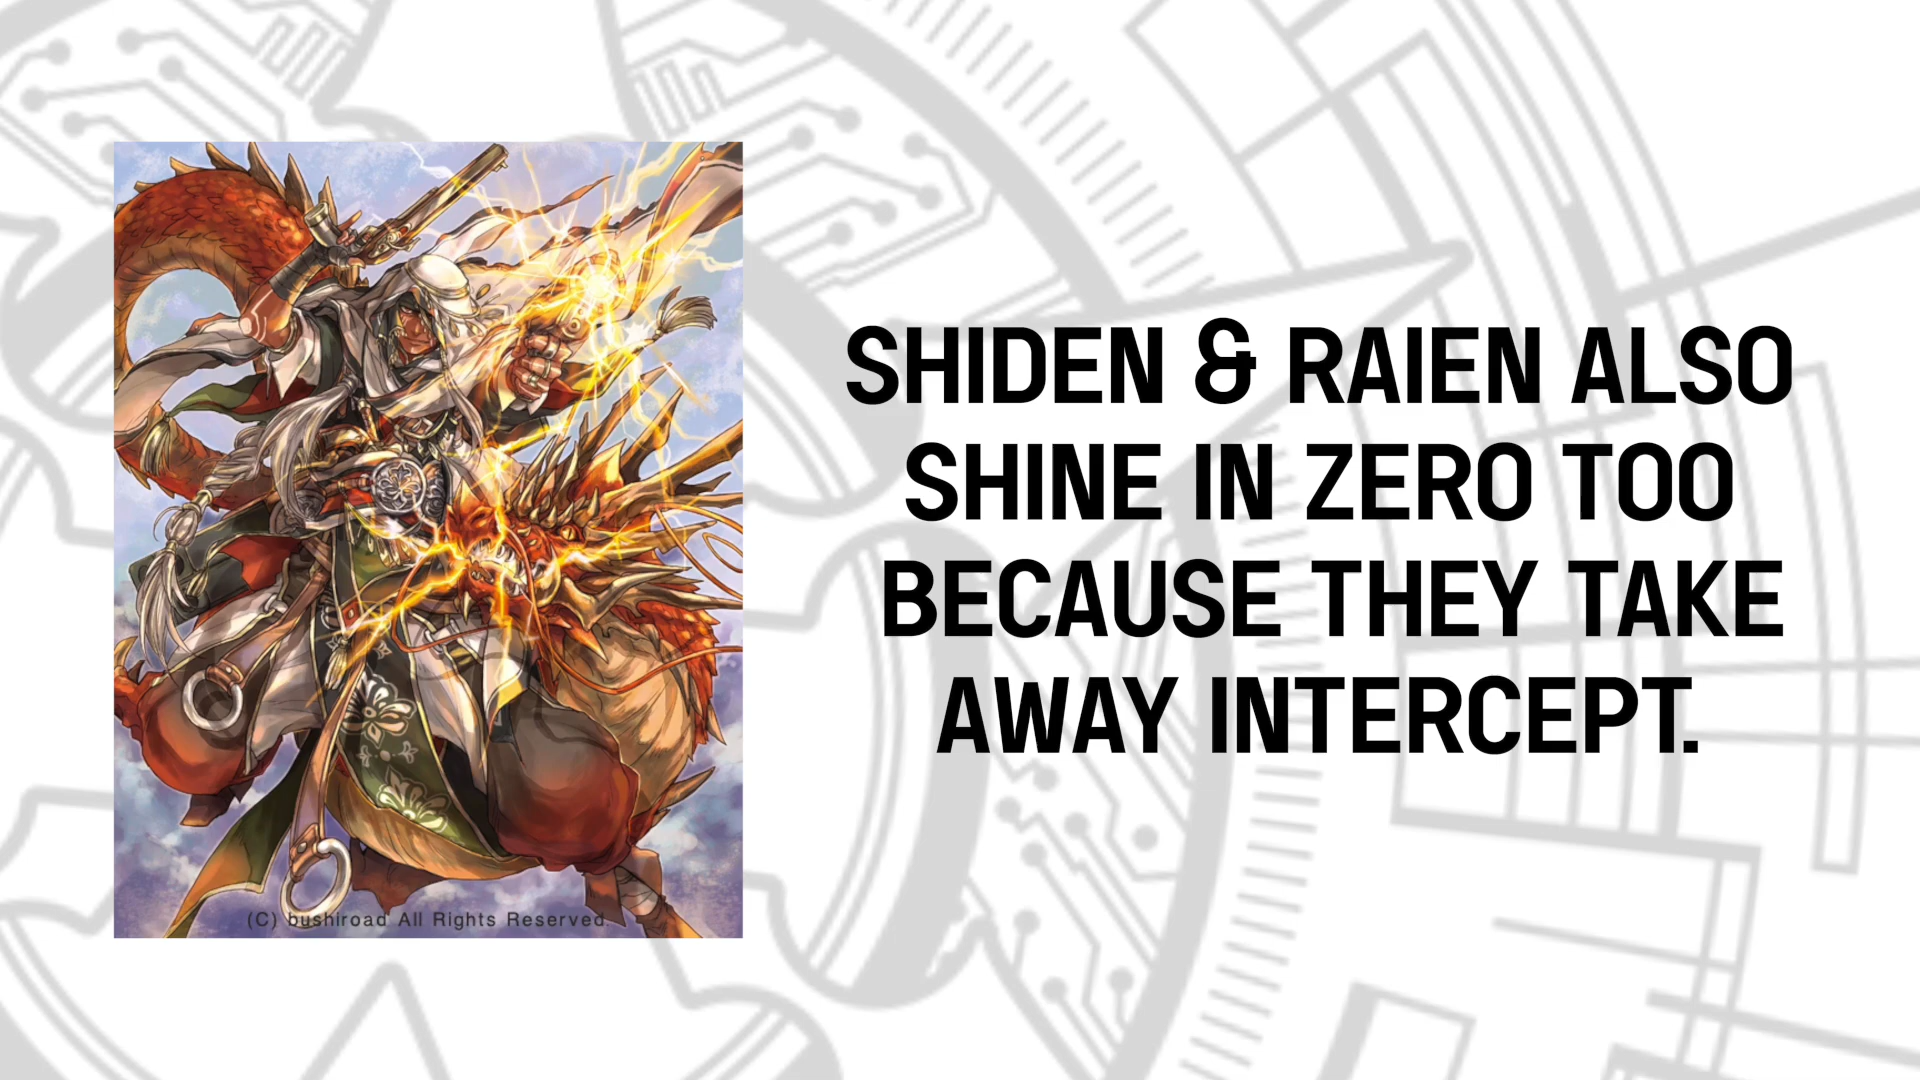 SHIDEN & RAIEN ALSO
SHINE IN ZERO TOO
BECAUSE THEY TAKE
AWAY INTERCEPT.
(C) bushiroad All Rights Reserved.